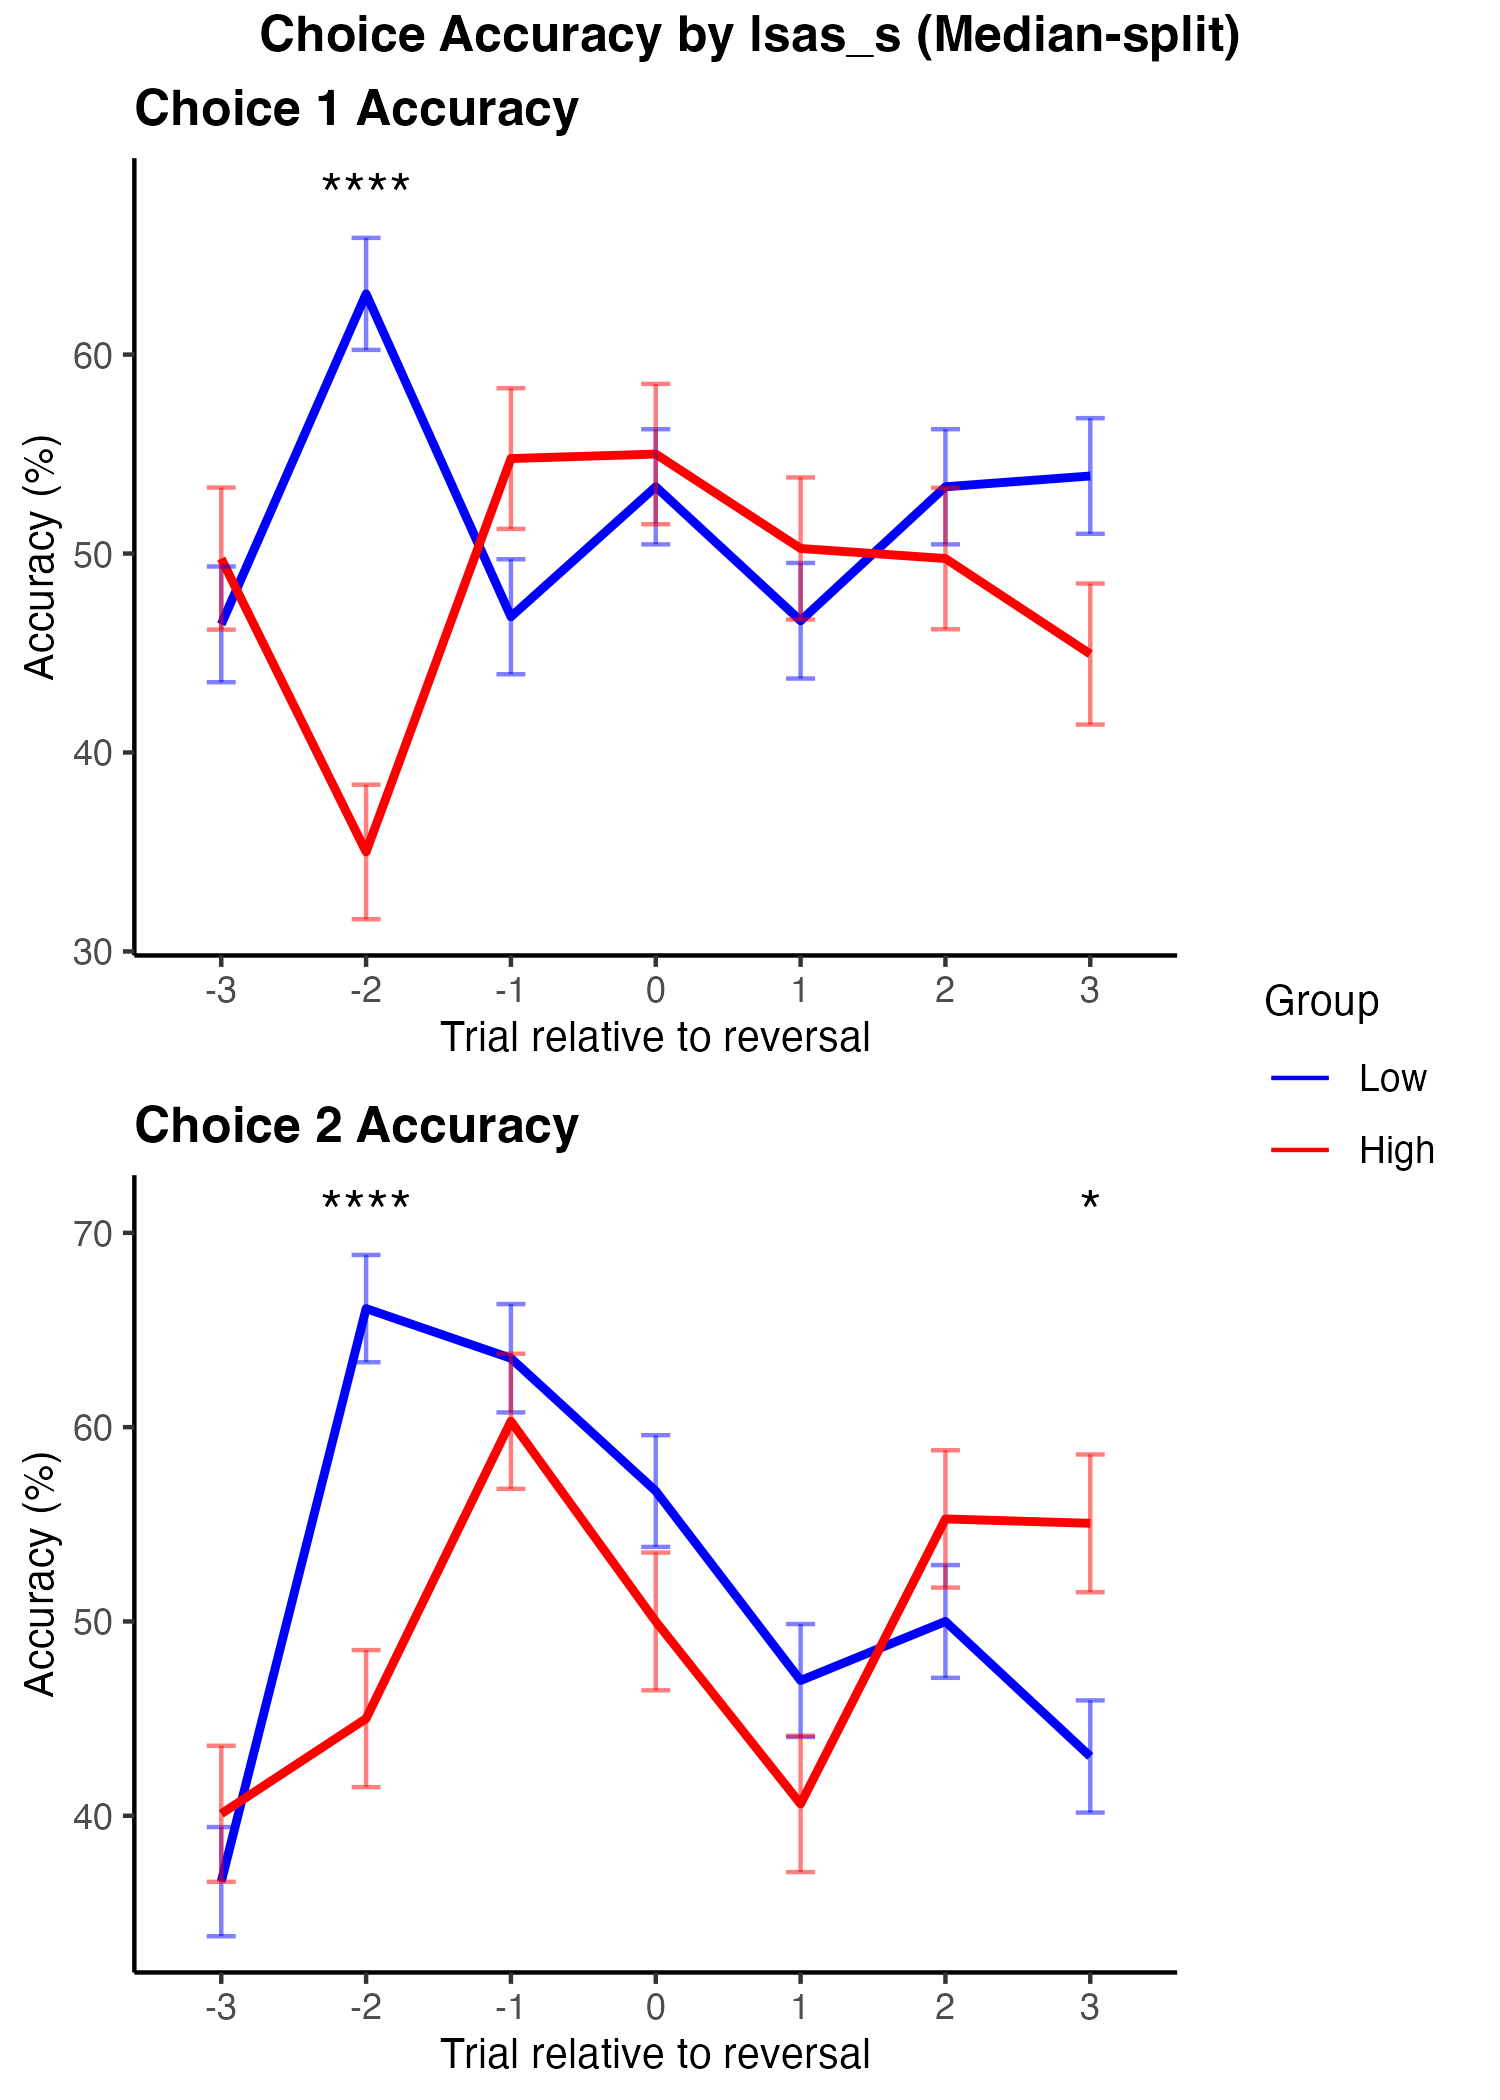 Choice Accuracy by lsas_s (Median-split)
Choice 1 Accuracy
****
60
50
40
30
Accuracy (%)
-3 -2 -1 0 1 2 3
Trial relative to reversal
Group
Low
High
Choice 2 Accuracy
**** *
70
60
50
40
Accuracy (%)
-3 -2 -1 0 1 2 3
Trial relative to reversal